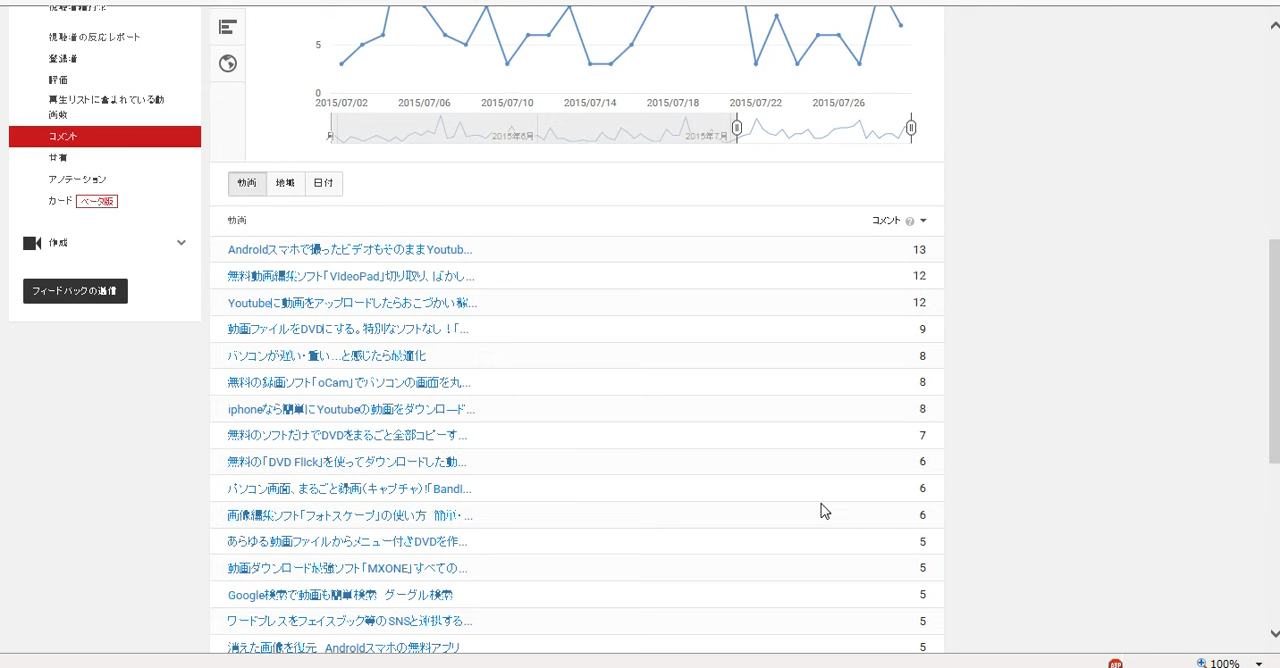 視聴者の反応レポート
登録者
評価
再生リストに含まれている動
画数
コメント
共有
アノテーション
カード ベータ版
作成
フィードバックの送信
5
0
2015/07/02 2015/07/06 2015/07/10 2015/07/14 2015/07/18 2015/07/22 2015/07/26
月 2015年6月 2015年7月
動画 地域 日付
動画 コメント
Androidスマホで撮ったビデオもそのままYoutub... 13
無料動画編集ソフト「VideoPad」切り取り、ぼかし... 12
Youtubeに動画をアップロードしたらおこづかい稼... 12
動画ファイルをDVDにする。特別なソフトなし！「... 9
パソコンが遅い・重い...と感じたら最適化 8
無料の録画ソフト「oCam」でパソコンの画面を丸... 8
iphoneなら簡単にYoutubeの動画をダウンロード... 8
無料のソフトだけでDVDをまるごと全部コピーす... 7
無料の「DVD Flick」を使ってダウンロードした動... 6
パソコン画面、まるごと録画（キャプチャ）！「Bandi... 6
画像編集ソフト「フォトスケープ」の使い方 簡単・... 6
あらゆる動画ファイルからメニュー付きDVDを作... 5
動画ダウンロード最強ソフト「MXONE」すべての... 5
Google検索で動画も簡単検索 グーグル検索 5
ワードプレスをフェイスブック等のSNSと連携する... 5
消えた画像を復元 Androidスマホの無料アプリ 5
ABP 100%